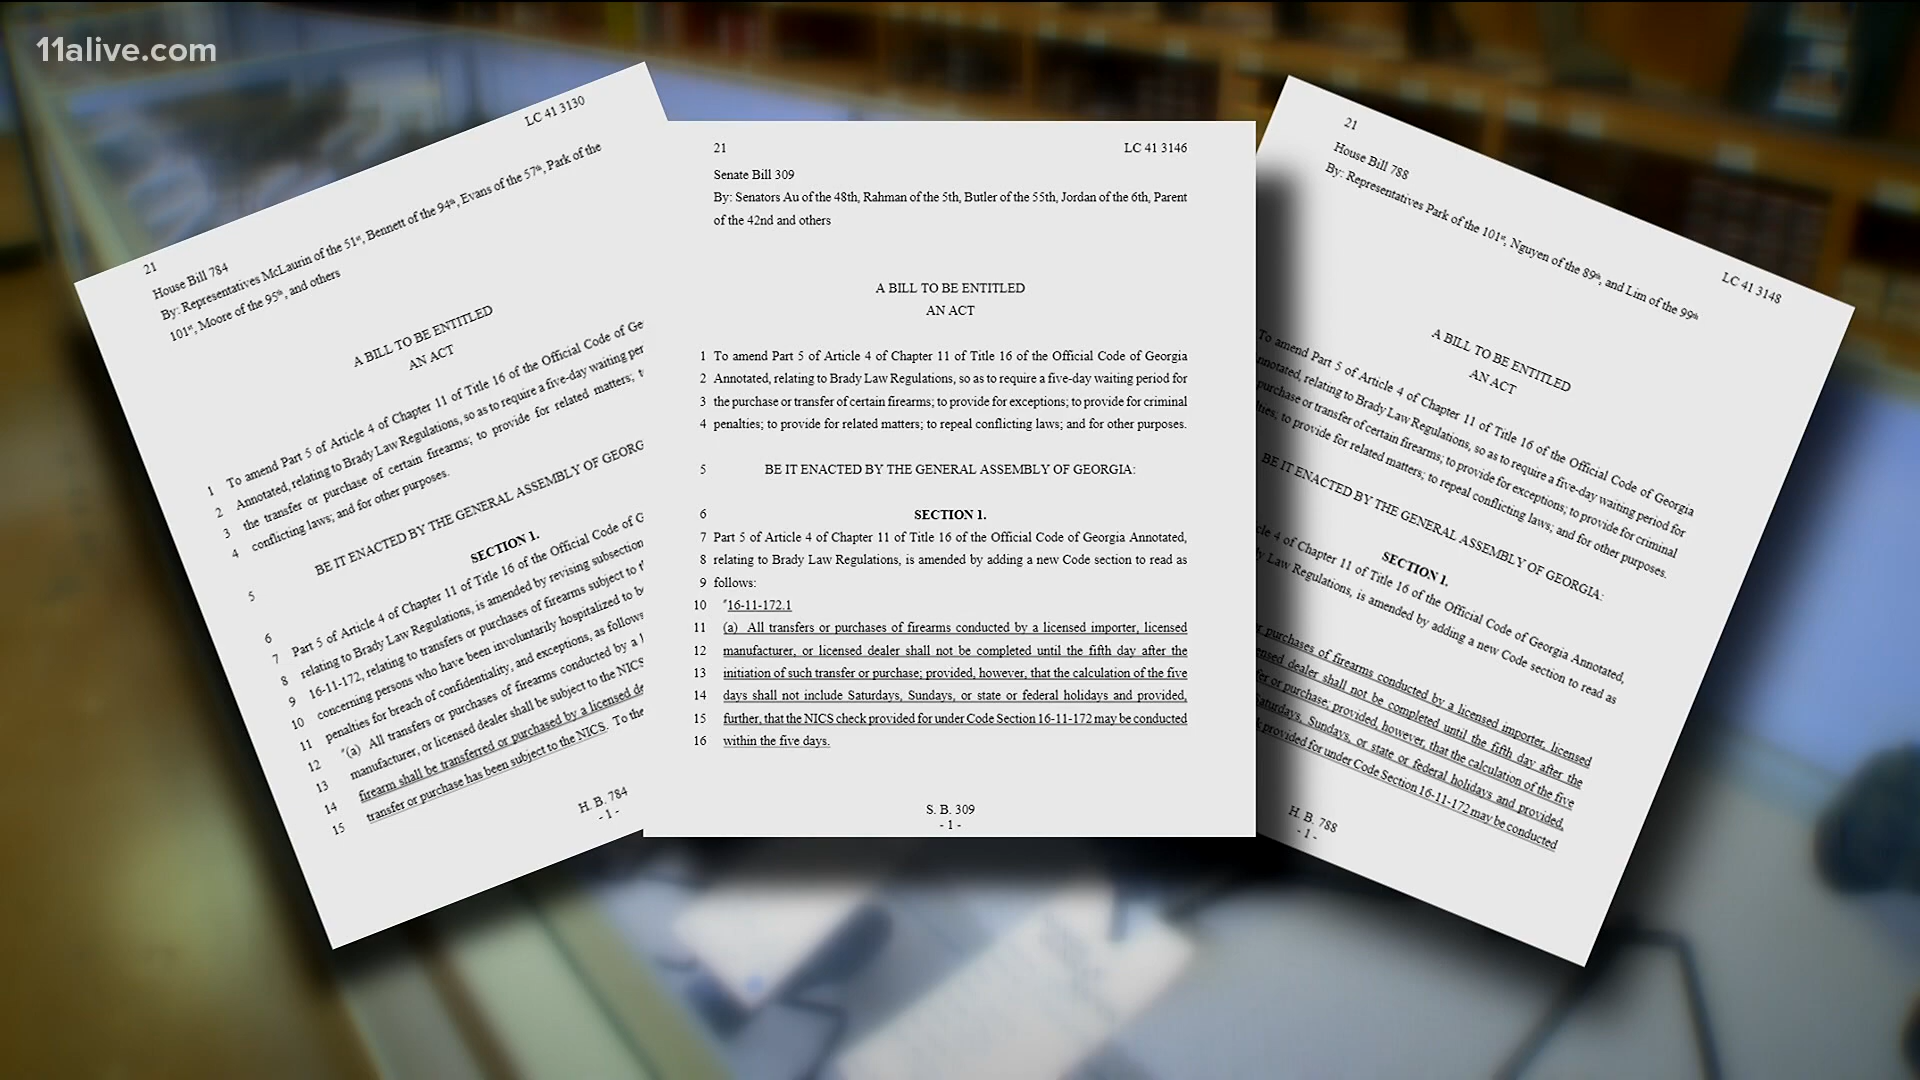 11alive.com
LC 41 3130
21
House Bill 784
By: Representatives McLaurin of the 51st, Bennett of the 94th, Evans of the 57th, Park of the
101st, Moore of the 95th, and others
A BILL TO BE ENTITLED
AN ACT
1 To amend Part 5 of Article 4 of Chapter 11 of Title 16 of the Official Code of Ge
2 Annotated, relating to Brady Law Regulations, so as to require a five-day waiting per
3 the transfer or purchase of certain firearms; to provide for related matters; t
4 conflicting laws; and for other purposes.
5 BE IT ENACTED BY THE GENERAL ASSEMBLY OF GEORG
6 SECTION 1.
7 Part 5 of Article 4 of Chapter 11 of Title 16 of the Official Code of G
8 relating to Brady Law Regulations, is amended by revising subsection
9 16-11-172, relating to transfers or purchases of firearms subject to t
10 concerning persons who have been involuntarily hospitalized to b
11 penalties for breach of confidentiality, and exceptions, as follows
12 "(a) All transfers or purchases of firearms conducted by a l
13 manufacturer, or licensed dealer shall be subject to the NICS
14 firearm shall be transferred or purchased by a licensed de
15 transfer or purchase has been subject to the NICS. To the
H. B. 784
- 1 -
21 LC 41 3146
Senate Bill 309
By: Senators Au of the 48th, Rahman of the 5th, Butler of the 55th, Jordan of the 6th, Parent
of the 42nd and others
A BILL TO BE ENTITLED
AN ACT
1 To amend Part 5 of Article 4 of Chapter 11 of Title 16 of the Official Code of Georgia
2 Annotated, relating to Brady Law Regulations, so as to require a five-day waiting period for
3 the purchase or transfer of certain firearms; to provide for exceptions; to provide for criminal
4 penalties; to provide for related matters; to repeal conflicting laws; and for other purposes.
5 BE IT ENACTED BY THE GENERAL ASSEMBLY OF GEORGIA:
6 SECTION 1.
7 Part 5 of Article 4 of Chapter 11 of Title 16 of the Official Code of Georgia Annotated,
8 relating to Brady Law Regulations, is amended by adding a new Code section to read as
9 follows:
10 "16-11-172.1
11 (a) All transfers or purchases of firearms conducted by a licensed importer, licensed
12 manufacturer, or licensed dealer shall not be completed until the fifth day after the
13 initiation of such transfer or purchase; provided, however, that the calculation of the five
14 days shall not include Saturdays, Sundays, or state or federal holidays and provided,
15 further, that the NICS check provided for under Code Section 16-11-172 may be conducted
16 within the five days.
S. B. 309
- 1 -
21
House Bill 788
By: Representatives Park of the 101st, Nguyen of the 89th, and Lim of the 99th
LC 41 3148
A BILL TO BE ENTITLED
AN ACT
To amend Part 5 of Article 4 of Chapter 11 of Title 16 of the Official Code of Georgia
nnotated, relating to Brady Law Regulations, so as to require a five-day waiting period for
purchase or transfer of certain firearms; to provide for exceptions; to provide for criminal
lties; to provide for related matters; to repeal conflicting laws; and for other purposes.
BE IT ENACTED BY THE GENERAL ASSEMBLY OF GEORGIA:
SECTION 1.
cle 4 of Chapter 11 of Title 16 of the Official Code of Georgia Annotated,
y Law Regulations, is amended by adding a new Code section to read as
r purchases of firearms conducted by a licensed importer, licensed
nsed dealer shall not be completed until the fifth day after the
fer or purchase; provided, however, that the calculation of the five
aturdays, Sundays, or state or federal holidays and provided,
k provided for under Code Section 16-11-172 may be conducted
H. B. 788
- 1 -